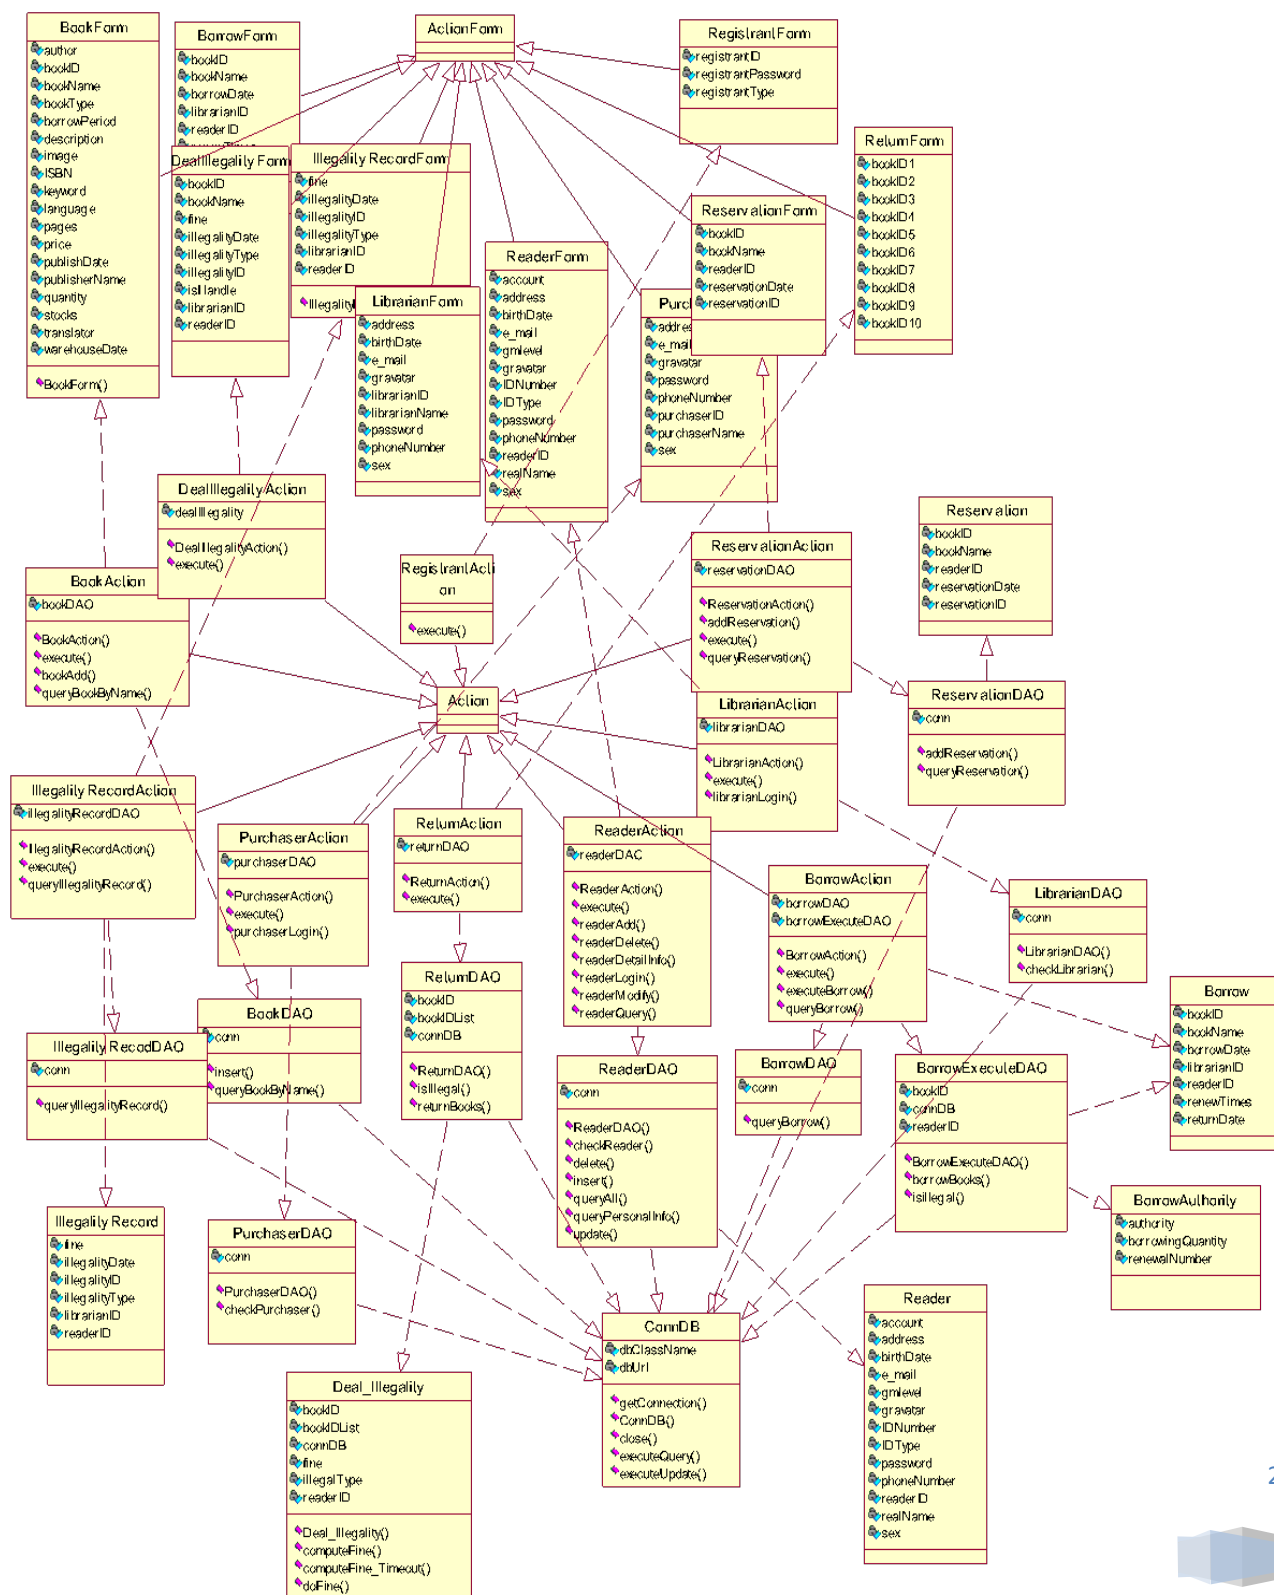 BookForm
author
bookID
bookName
bookType
borrowPeriod
description
image
ISBN
keyword
language
pages
price
publishDate
publisherName
quantity
stocks
translator
warehouseDate
BookForm()
BorrowForm
bookID
bookName
borrowDate
librarianID
readerID
ActionForm
RegistrantForm
registrantID
registrantPassword
registrantType
ReturnForm
bookID1
bookID2
bookID3
bookID4
bookID5
bookID6
bookID7
bookID8
bookID9
bookID10
DealIllegalityForm
bookID
bookName
fine
illegalityDate
illegalityType
illegalityID
isHandle
librarianID
readerID
IllegalityRecordForm
fine
illegalityDate
illegalityID
illegalityType
librarianID
readerID
LibrarianForm
address
birthDate
e_mail
gravatar
librarianID
librarianName
password
phoneNumber
sex
ReaderForm
account
address
birthDate
e_mail
gmlevel
gravatar
IDNumber
IDType
password
phoneNumber
readerID
realName
sex
ReservationForm
bookID
bookName
readerID
reservationDate
reservationID
e_mail
gravatar
password
phoneNumber
purchaserID
purchaserName
sex
DealIllegalityAction
dealIllegality
DealIllegalityAction()
execute()
BookAction
bookDAO
BookAction()
execute()
bookAdd()
queryBookByName()
RegistrantActi
on
execute()
ReservationAction
reservationDAO
ReservationAction()
addReservation()
execute()
queryReservation()
Reservation
bookID
bookName
readerID
reservationDate
reservationID
Action
LibrarianAction
librarianDAO
LibrarianAction()
execute()
librarianLogin()
ReservationDAO
conn
addReservation()
queryReservation()
IllegalityRecordAction
illegalityRecordDAO
IllegalityRecordAction()
execute()
queryIllegalityRecord()
PurchaserAction
purchaserDAO
PurchaserAction()
execute()
purchaserLogin()
ReturnAction
returnDAO
ReturnAction()
execute()
ReaderAction
readerDAO
ReaderAction()
execute()
readerAdd()
readerDelete()
readerDetailInfo()
readerLogin()
readerModify()
readerQuery()
BorrowAction
borrowDAO
borrowExecuteDAO
BorrowAction()
execute()
executeBorrow()
queryBorrow()
LibrarianDAO
conn
LibrarianDAO()
checkLibrarian()
Borrow
bookID
bookName
borrowDate
librarianID
readerID
renewTimes
returnDate
ReturnDAO
bookID
bookIDList
connDB
ReturnDAO()
isIllegal()
returnBooks()
BookDAO
conn
insert()
queryBookByName()
IllegalityRecodDAO
conn
queryIllegalityRecord()
ReaderDAO
conn
ReaderDAO()
checkReader()
delete()
insert()
queryAll()
queryPersonalInfo()
update()
BorrowDAO
conn
queryBorrow()
BorrowExecuteDAO
bookID
connDB
readerID
BorrowExecuteDAO()
borrowBooks()
isillegal()
BorrowAuthority
authority
borrowingQuantity
renewalNumber
IllegalityRecord
fine
illegalityDate
illegalityID
illegalityType
librarianID
readerID
PurchaserDAO
conn
PurchaserDAO()
checkPurchaser()
ConnDB
dbClassName
dbUrl
getConnection()
ConnDB()
close()
executeQuery()
executeUpdate()
Reader
account
address
birthDate
e_mail
gmlevel
gravatar
IDNumber
IDType
password
phoneNumber
readerID
realName
sex
Deal_Illegality
bookID
bookIDList
connDB
fine
illegalType
readerID
Deal_Illegality()
computeFine()
computeFine_Timeout()
doFine()
2